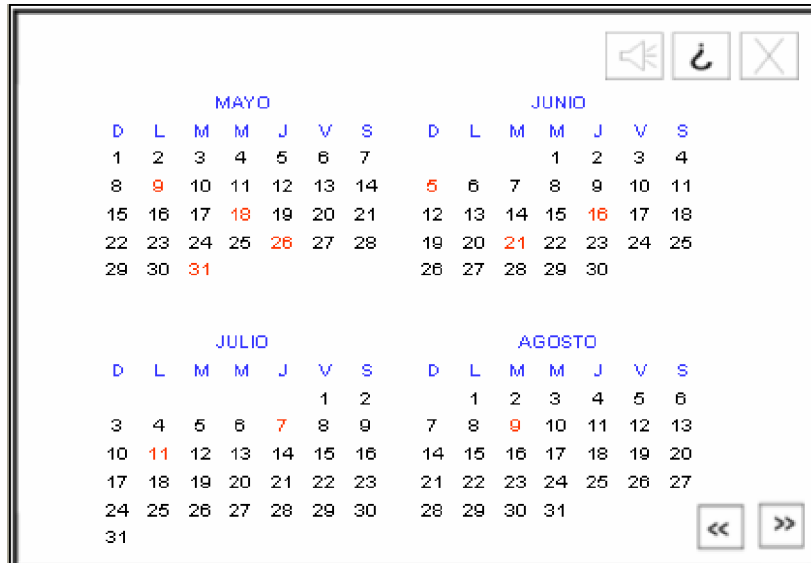 ¿
MAYO
D L M M J V S
1 2 3 4 5 6 7
8 9 10 11 12 13 14
15 16 17 18 19 20 21
22 23 24 25 26 27 28
29 30 31
JUNIO
D L M M J V S
1 2 3 4
5 6 7 8 9 10 11
12 13 14 15 16 17 18
19 20 21 22 23 24 25
26 27 28 29 30
JULIO
D L M M J V S
1 2
3 4 5 6 7 8 9
10 11 12 13 14 15 16
17 18 19 20 21 22 23
24 25 26 27 28 29 30
31
AGOSTO
D L M M J V S
1 2 3 4 5 6
7 8 9 10 11 12 13
14 15 16 17 18 19 20
21 22 23 24 25 26 27
28 29 30 31
« »